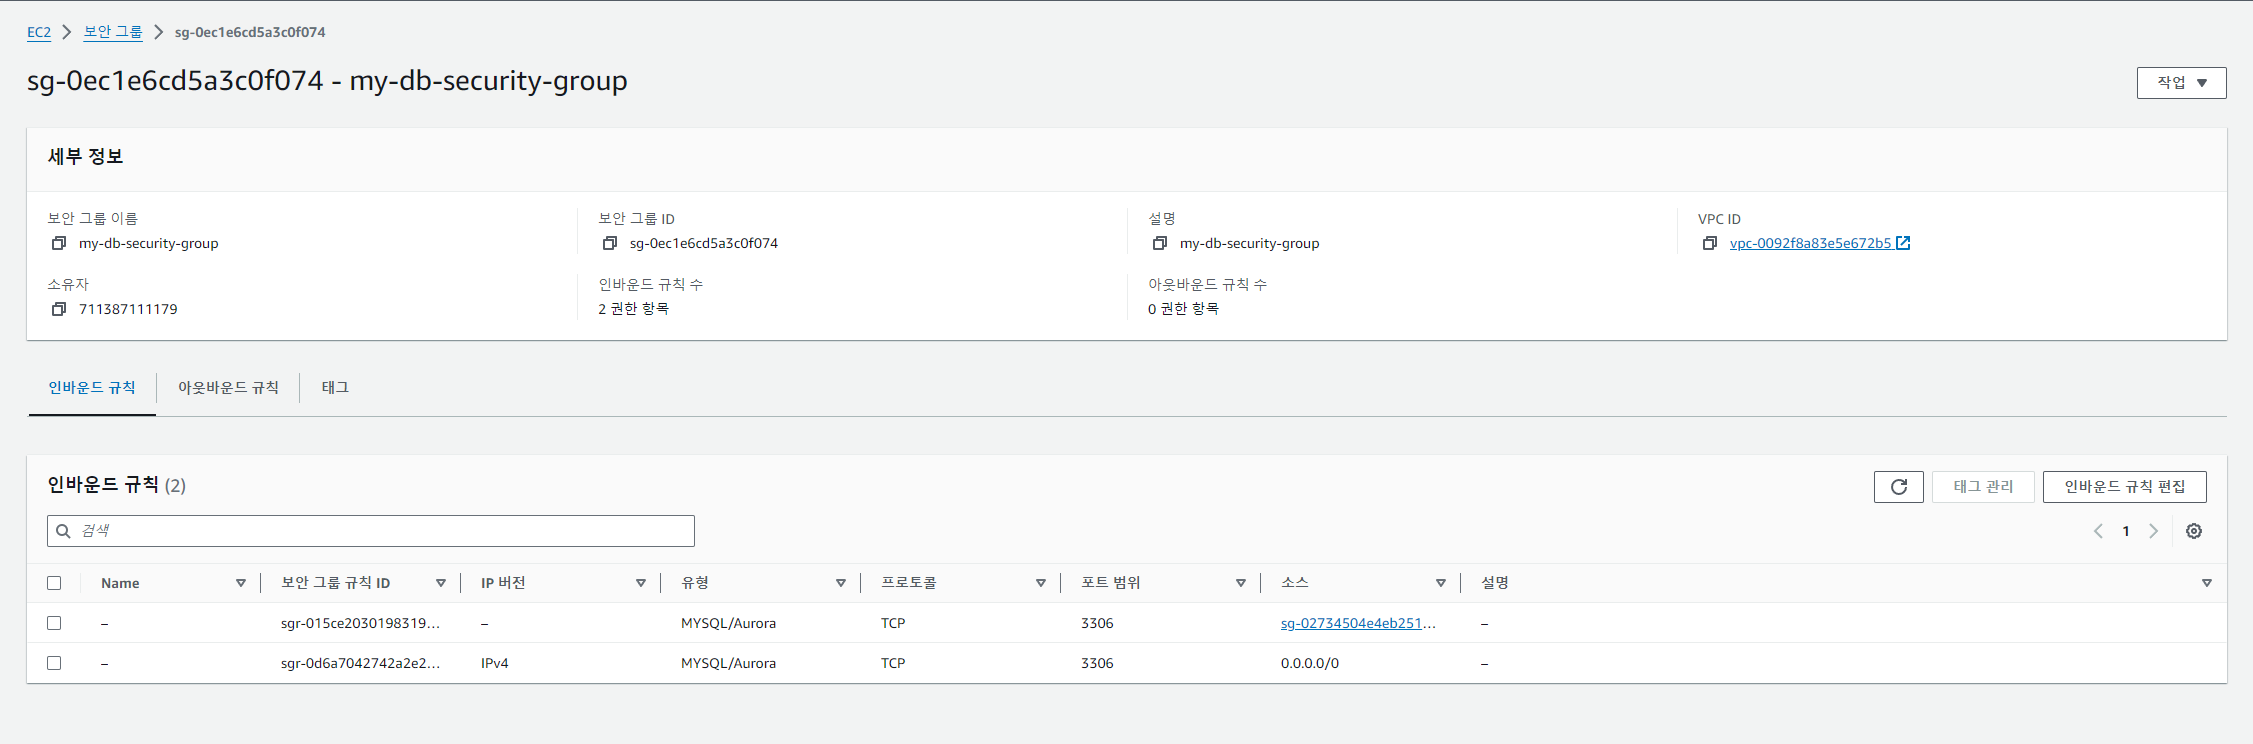 EC2 > 보안 그룹 > sg-0ec1e6cd5a3c0f074
sg-0ec1e6cd5a3c0f074 - my-db-security-group
작업
세부 정보
보안 그룹 이름
my-db-security-group
보안 그룹 ID
sg-0ec1e6cd5a3c0f074
설명
my-db-security-group
VPC ID
vpc-0092f8a83e5e672b5
소유자
711387111179
인바운드 규칙 수
2 권한 항목
아웃바운드 규칙 수
0 권한 항목
인바운드 규칙 아웃바운드 규칙 태그
인바운드 규칙 (2)
태그 관리 인바운드 규칙 편집
검색
1
Name 보안 그룹 규칙 ID IP 버전 유형 프로토콜 포트 범위 소스 설명
– sgr-015ce2030198319... – MYSQL/Aurora TCP 3306 sg-02734504e4eb251... –
– sgr-0d6a7042742a2e2... IPv4 MYSQL/Aurora TCP 3306 0.0.0.0/0 –